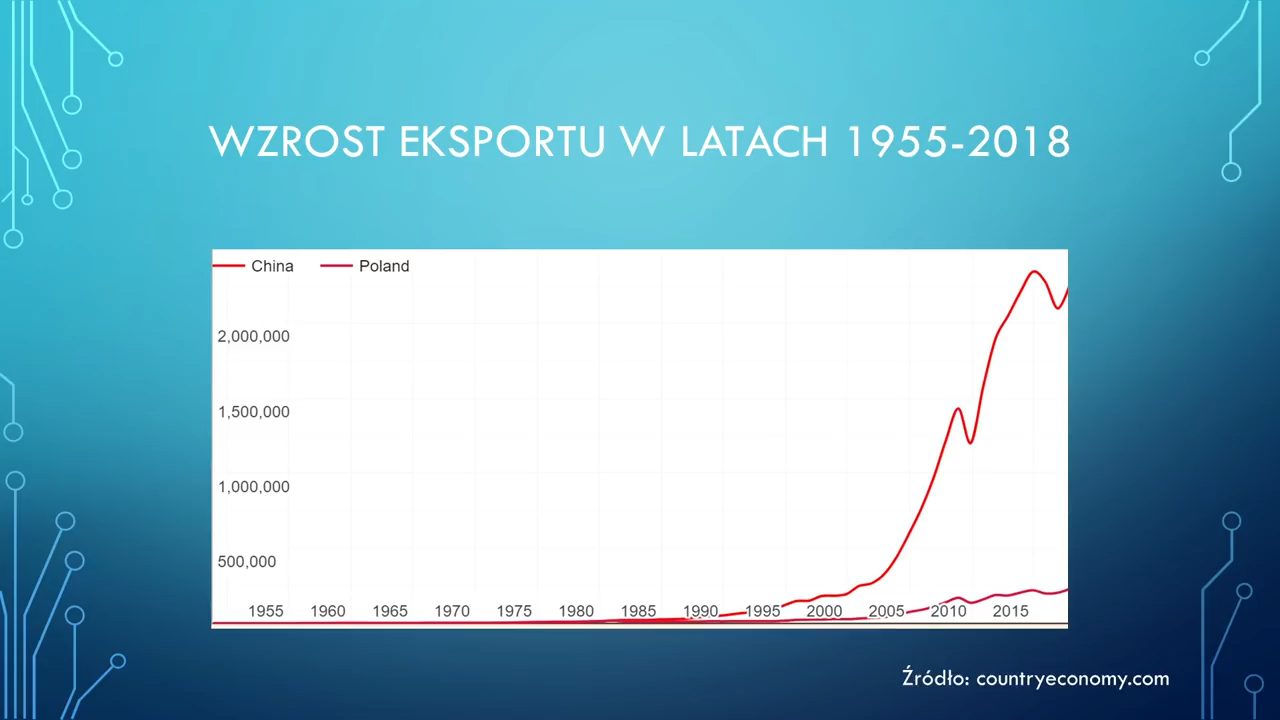 WZROST EKSPORTU W LATACH 1955-2018
China Poland
2,000,000
1,500,000
1,000,000
500,000
1955 1960 1965 1970 1975 1980 1985 1990 1995 2000 2005 2010 2015
Źródło: countryeconomy.com